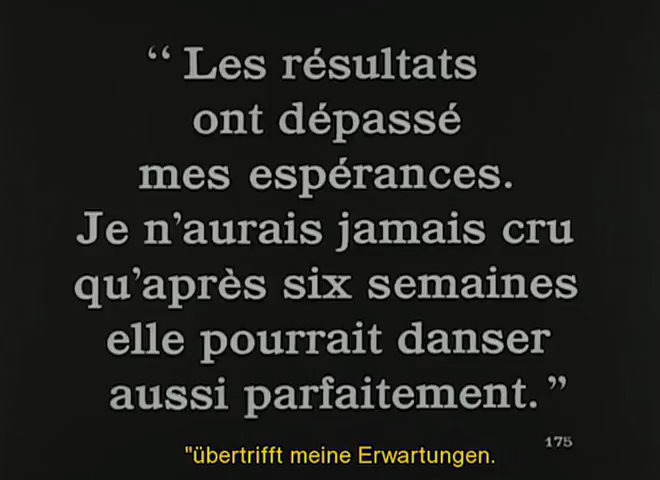 “ Les résultats
ont dépassé
mes espérances.
Je n’aurais jamais cru
qu’après six semaines
elle pourrait danser
aussi parfaitement. ”
175
"übertrifft meine Erwartungen.